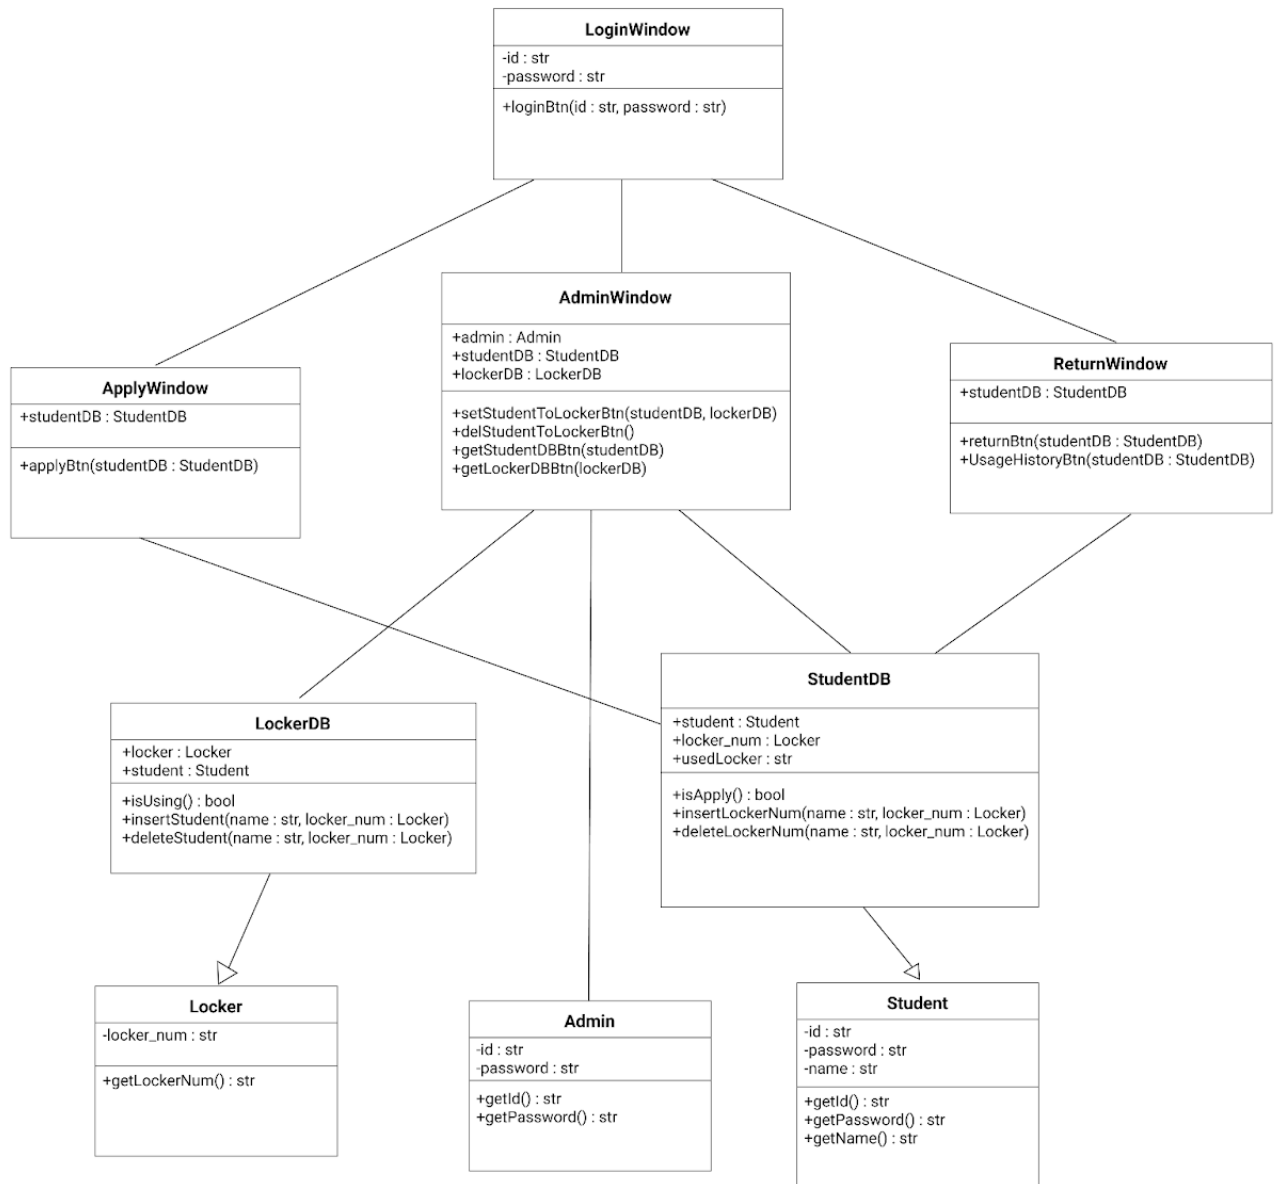 LoginWindow
-id : str
-password : str
+loginBtn(id : str, password : str)
AdminWindow
+admin : Admin
+studentDB : StudentDB
+lockerDB : LockerDB
+setStudentToLockerBtn(studentDB, lockerDB)
+delStudentToLockerBtn()
+getStudentDBBtn(studentDB)
+getLockerDBBtn(lockerDB)
ApplyWindow
+studentDB : StudentDB
+applyBtn(studentDB : StudentDB)
ReturnWindow
+studentDB : StudentDB
+returnBtn(studentDB : StudentDB)
+UsageHistoryBtn(studentDB : StudentDB)
LockerDB
+locker : Locker
+student : Student
+isUsing() : bool
+insertStudent(name : str, locker_num : Locker)
+deleteStudent(name : str, locker_num : Locker)
StudentDB
+student : Student
+locker_num : Locker
+usedLocker : str
+isApply() : bool
+insertLockerNum(name : str, locker_num : Locker)
+deleteLockerNum(name : str, locker_num : Locker)
Locker
-locker_num : str
+getLockerNum() : str
Admin
-id : str
-password : str
+getId() : str
+getPassword() : str
Student
-id : str
-password : str
-name : str
+getId() : str
+getPassword() : str
+getName() : str